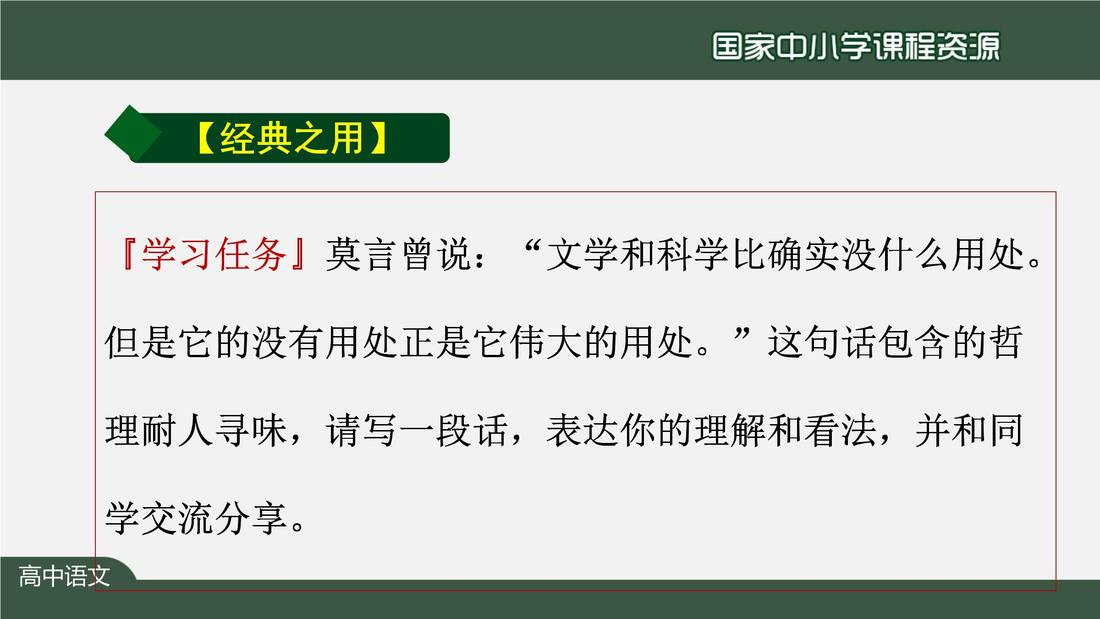 国家中小学课程资源
【经典之用】
『学习任务』莫言曾说：“文学和科学比确实没什么用处。
但是它的没有用处正是它伟大的用处。”这句话包含的哲
理耐人寻味，请写一段话，表达你的理解和看法，并和同
学交流分享。
高中语文